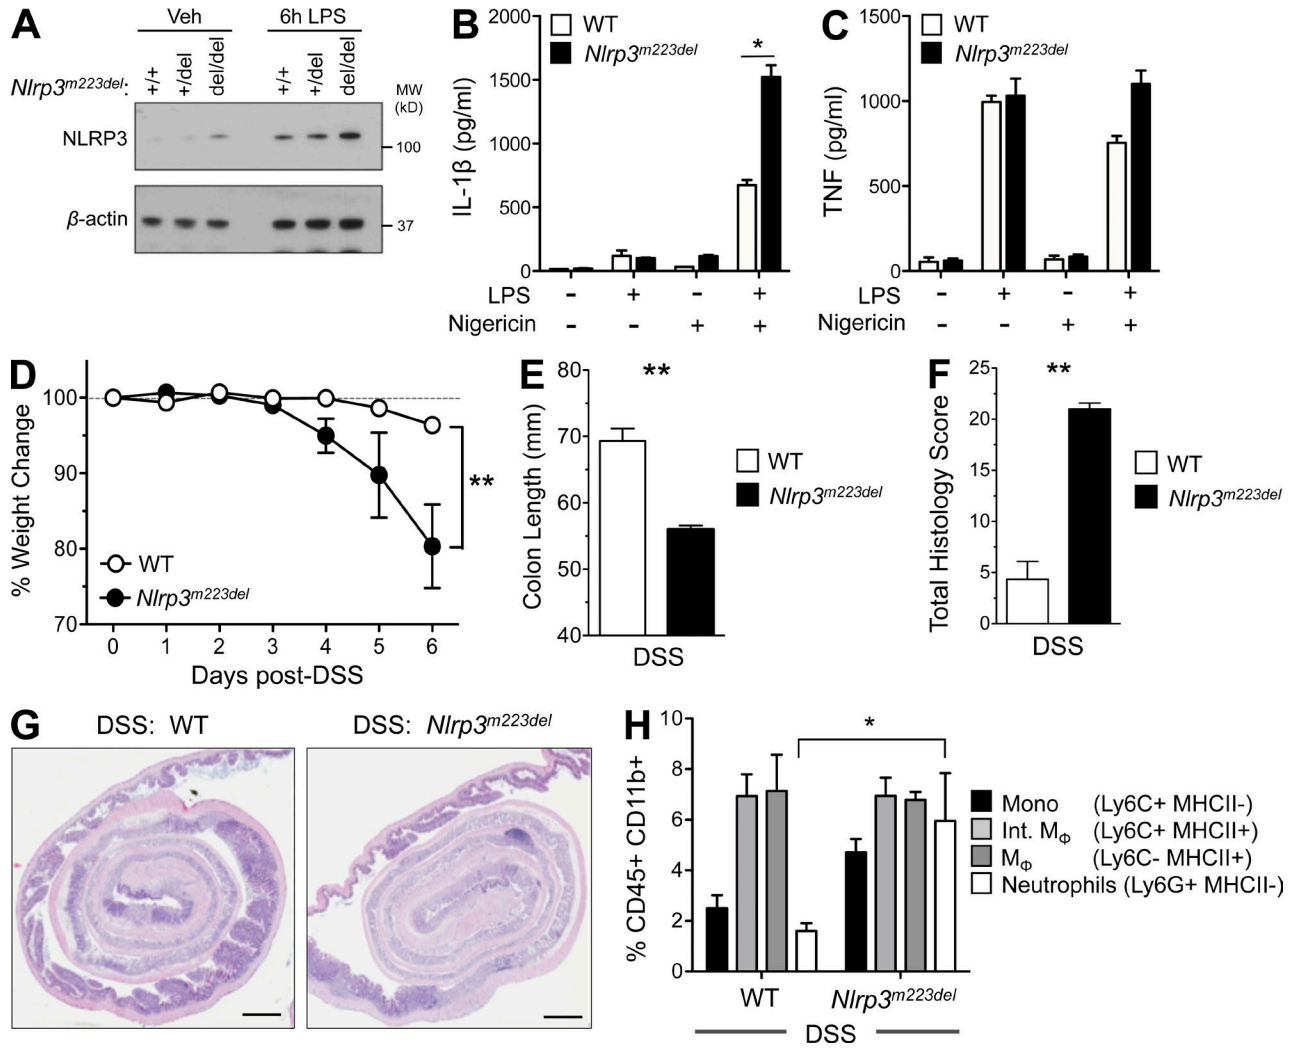 A
Veh
6h LPS
Nlrp3m223del:
+/+
+/del
del/del
+/+
+/del
del/del
MW
(kD)
NLRP3
100
β-actin
37
B
WT
Nlrp3m223del
*
2000
1500
1000
500
0
IL-1β (pg/ml)
LPS - + - +
Nigericin - - + +
C
WT
Nlrp3m223del
1500
1000
500
0
TNF (pg/ml)
LPS - + - +
Nigericin - - + +
D
100
90
80
70
% Weight Change
**
WT
Nlrp3m223del
0 1 2 3 4 5 6
Days post-DSS
E
**
80
70
60
50
40
Colon Length (mm)
WT
Nlrp3m223del
DSS
F
**
25
20
15
20
5
0
Total Histology Score
WT
Nlrp3m223del
DSS
G
DSS: WT
DSS: Nlrp3m223del
H
*
10
8
6
4
2
0
% CD45+ CD11b+
Mono (Ly6C+ MHCII-)
Int. MΦ (Ly6C+ MHCII+)
MΦ (Ly6C- MHCII+)
Neutrophils (Ly6G+ MHCII-)
WT
Nlrp3m223del
DSS